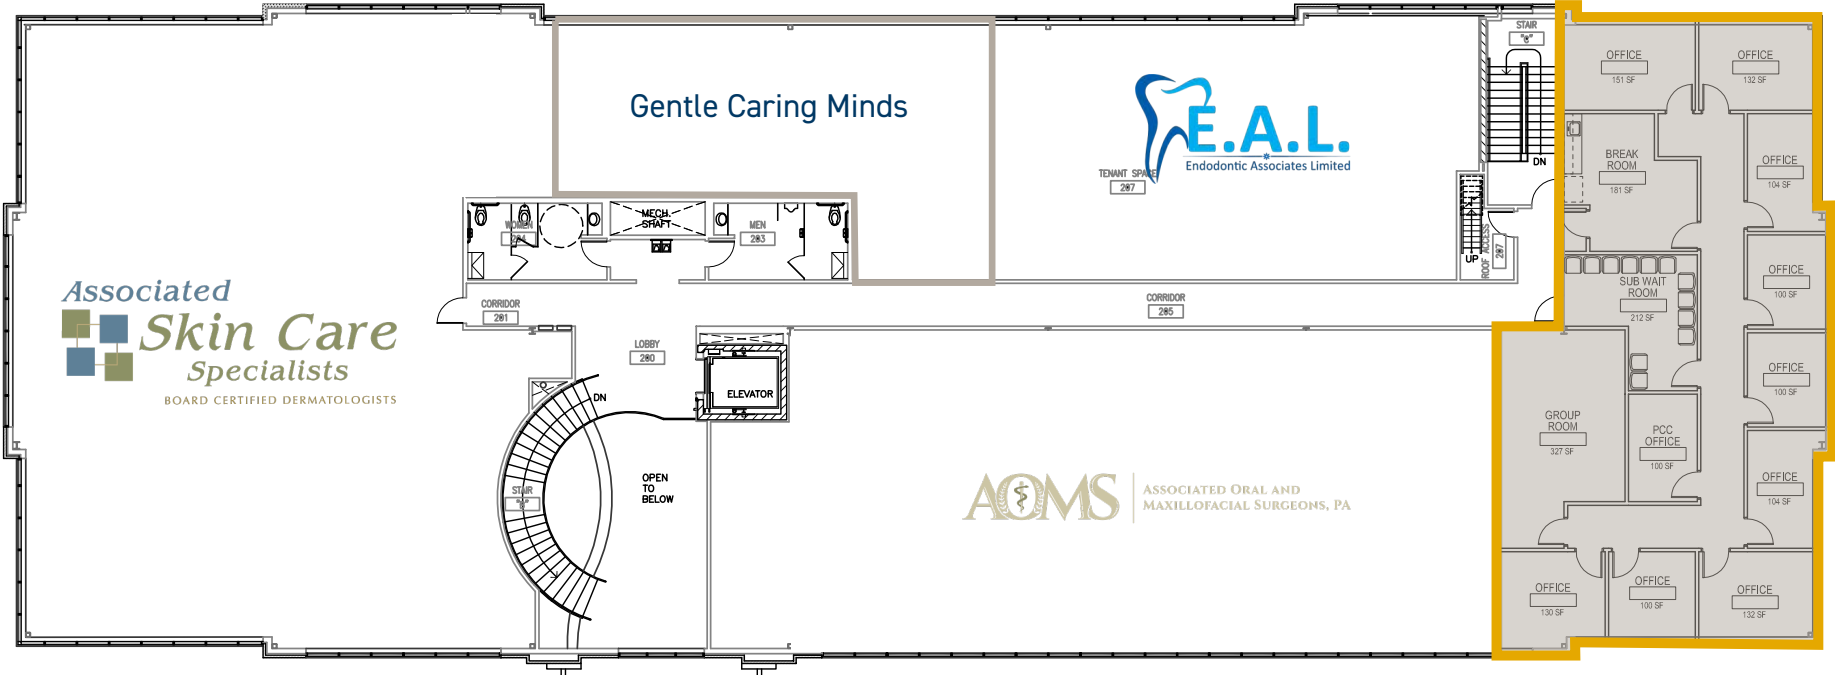 STAIR
"C"
OFFICE
151 SF
OFFICE
132 SF
Gentle Caring Minds
E.A.L.
Endodontic Associates Limited
TENANT SPACE
207
DN
BREAK
ROOM
181 SF
OFFICE
104 SF
WOMEN
204
MECH.
SHAFT
MEN
203
ROOF ACCESS
207
UP
SUB WAIT
ROOM
212 SF
OFFICE
100 SF
Associated
Skin Care
Specialists
BOARD CERTIFIED DERMATOLOGISTS
CORRIDOR
201
CORRIDOR
205
LOBBY
200
ELEVATOR
DN
OFFICE
100 SF
GROUP
ROOM
327 SF
PCC
OFFICE
100 SF
OPEN
TO
BELOW
STAIR
AOMS
ASSOCIATED ORAL AND
MAXILLOFACIAL SURGEONS, PA
OFFICE
104 SF
OFFICE
130 SF
OFFICE
100 SF
OFFICE
132 SF